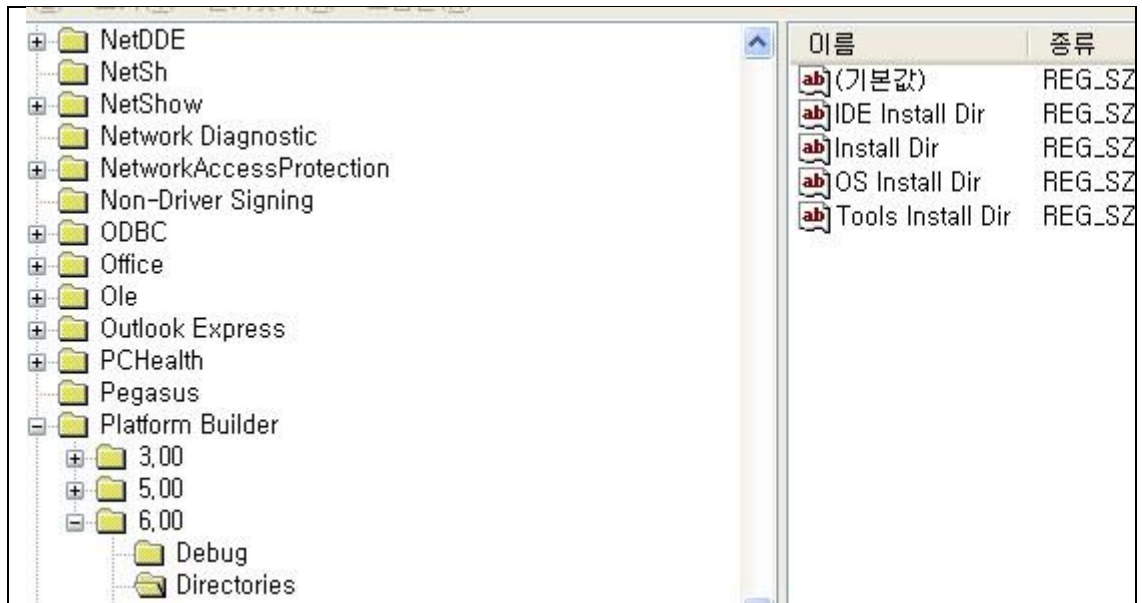 NetDDE
NetSh
NetShow
Network Diagnostic
NetworkAccessProtection
Non-Driver Signing
ODBC
Office
Ole
Outlook Express
PCHealth
Pegasus
Platform Builder
3,00
5,00
6,00
Debug
Directories
이름 종류
(기본값) REG_SZ
IDE Install Dir REG_SZ
Install Dir REG_SZ
OS Install Dir REG_SZ
Tools Install Dir REG_SZ